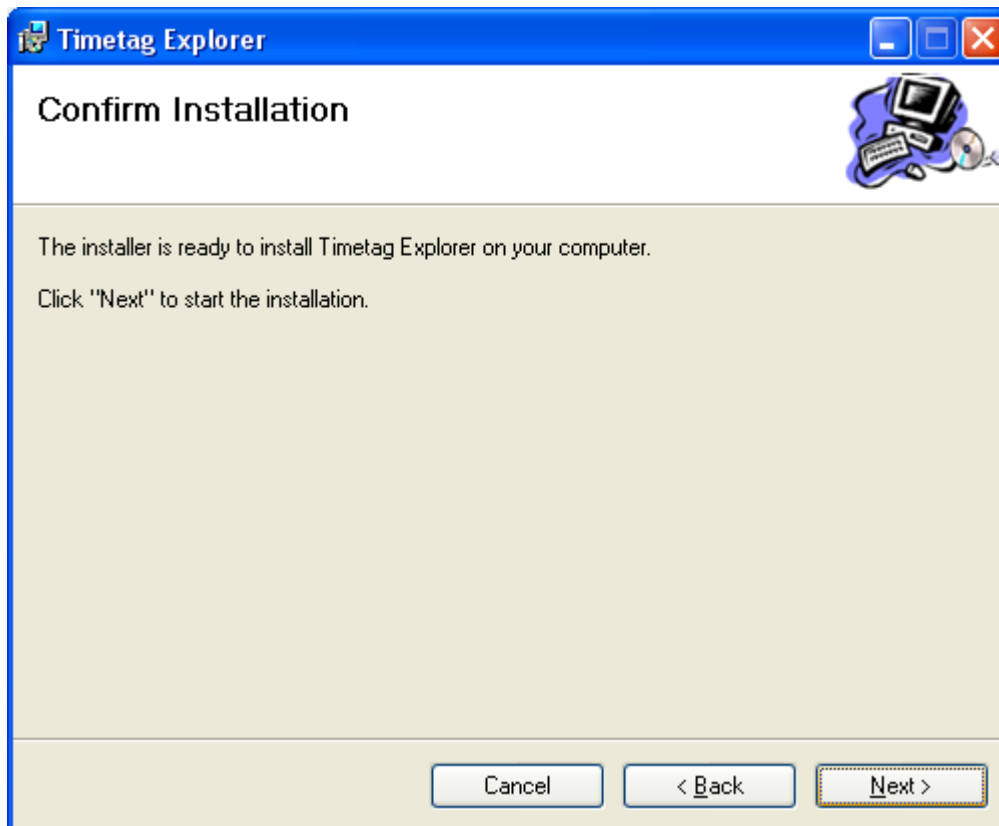 Timetag Explorer
Confirm Installation
The installer is ready to install Timetag Explorer on your computer.
Click "Next" to start the installation.
Cancel
< Back
Next >